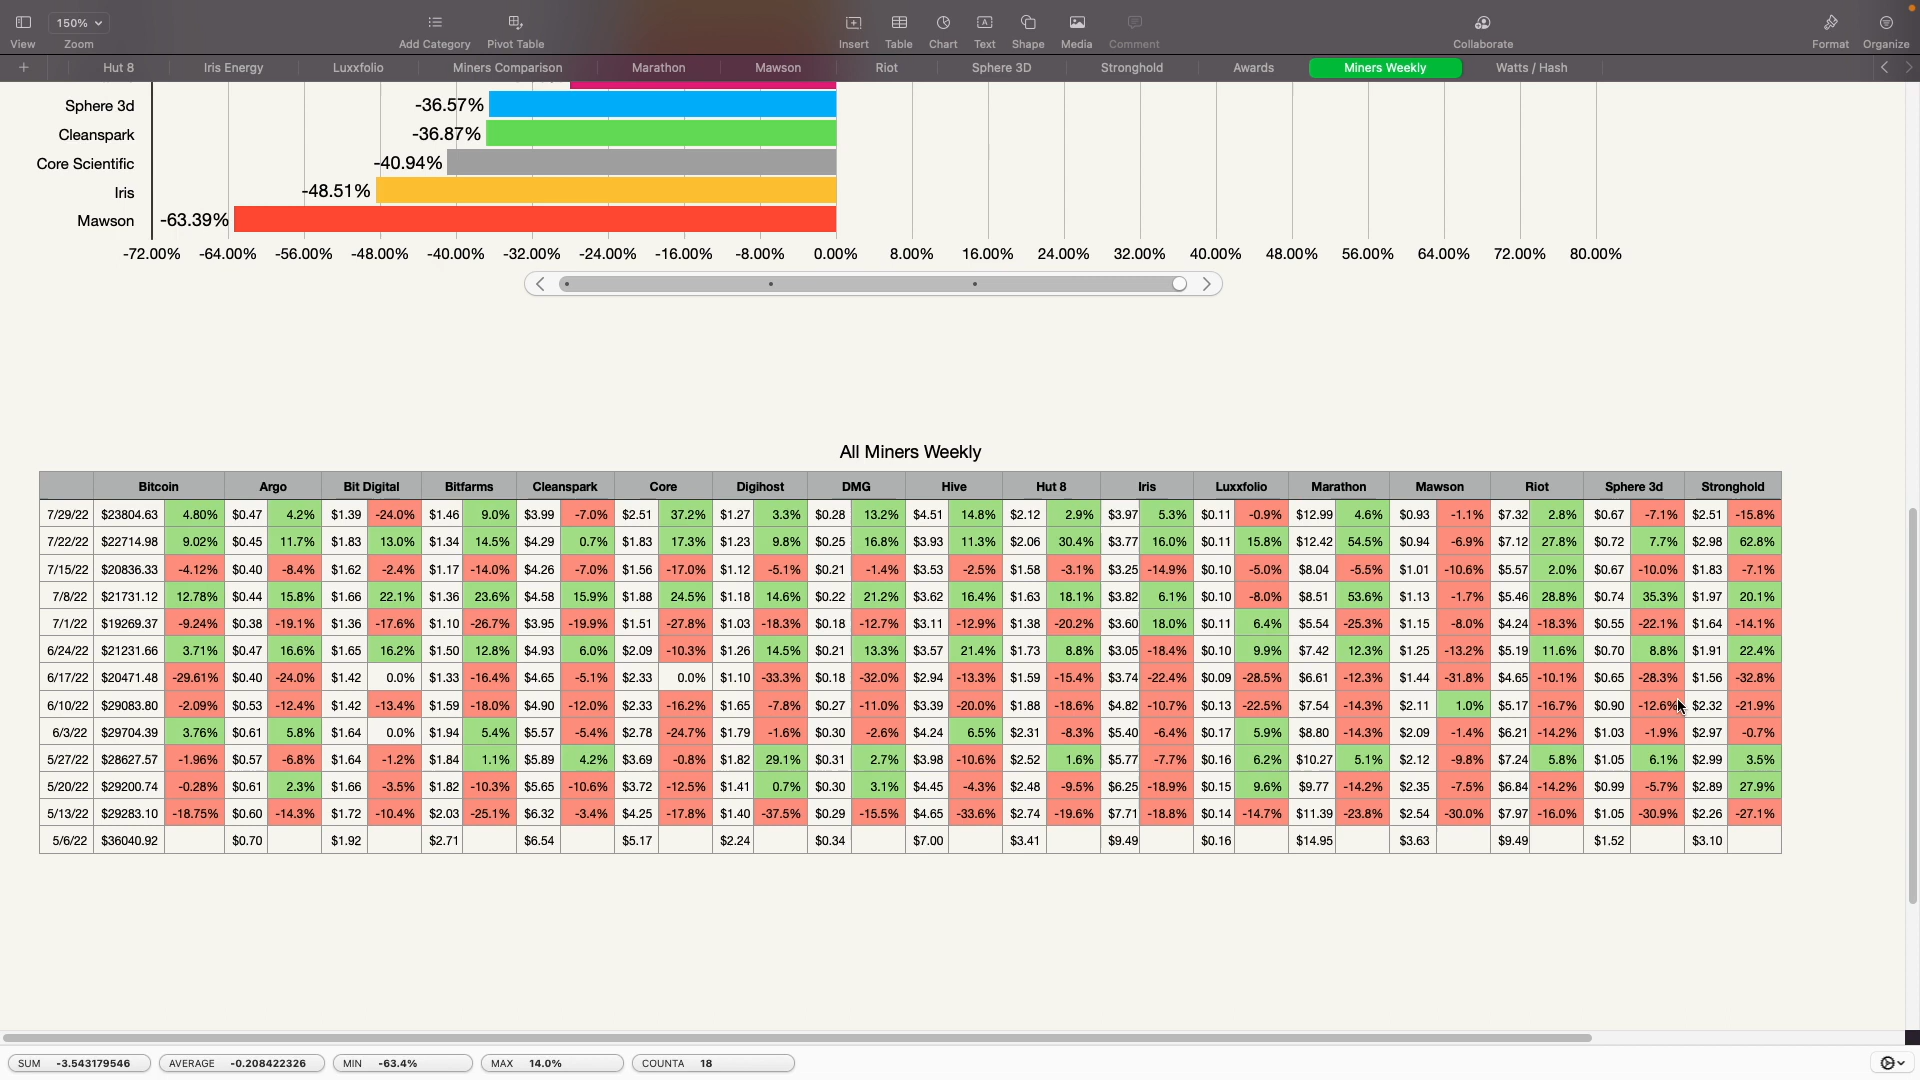 150%
View Zoom Add Category Pivot Table Insert Table Chart Text Shape Media Comment Collaborate Format Organize
+ Hut 8 Iris Energy Luxxfolio Miners Comparison Marathon Mawson Riot Sphere 3D Stronghold Awards Miners Weekly Watts / Hash
Sphere 3d -36.57%
Cleanspark -36.87%
Core Scientific -40.94%
Iris -48.51%
Mawson -63.39%
-72.00% -64.00% -56.00% -48.00% -40.00% -32.00% -24.00% -16.00% -8.00% 0.00% 8.00% 16.00% 24.00% 32.00% 40.00% 48.00% 56.00% 64.00% 72.00% 80.00%
All Miners Weekly
Bitcoin Argo Bit Digital Bitfarms Cleanspark Core Digihost DMG Hive Hut 8 Iris Luxxfolio Marathon Mawson Riot Sphere 3d Stronghold
7/29/22 $23804.63 4.80% $0.47 4.2% $1.39 -24.0% $1.46 9.0% $3.99 -7.0% $2.51 37.2% $1.27 3.3% $0.28 13.2% $4.51 14.8% $2.12 2.9% $3.97 5.3% $0.11 -0.9% $12.99 4.6% $0.93 -1.1% $7.32 2.8% $0.67 -7.1% $2.51 -15.8%
7/22/22 $22714.98 9.02% $0.45 11.7% $1.83 13.0% $1.34 14.5% $4.29 0.7% $1.83 17.3% $1.23 9.8% $0.25 16.8% $3.93 11.3% $2.06 30.4% $3.77 16.0% $0.11 15.8% $12.42 54.5% $0.94 -6.9% $7.12 27.8% $0.72 7.7% $2.98 62.8%
7/15/22 $20836.33 -4.12% $0.40 -8.4% $1.62 -2.4% $1.17 -14.0% $4.26 -7.0% $1.56 -17.0% $1.12 -5.1% $0.21 -1.4% $3.53 -2.5% $1.58 -3.1% $3.25 -14.9% $0.10 -5.0% $8.04 -5.5% $1.01 -10.6% $5.57 2.0% $0.67 -10.0% $1.83 -7.1%
7/8/22 $21731.12 12.78% $0.44 15.8% $1.66 22.1% $1.36 23.6% $4.58 15.9% $1.88 24.5% $1.18 14.6% $0.22 21.2% $3.62 16.4% $1.63 18.1% $3.82 6.1% $0.10 -8.0% $8.51 53.6% $1.13 -1.7% $5.46 28.8% $0.74 35.3% $1.97 20.1%
7/1/22 $19269.37 -9.24% $0.38 -19.1% $1.36 -17.6% $1.10 -26.7% $3.95 -19.9% $1.51 -27.8% $1.03 -18.3% $0.18 -12.7% $3.11 -12.9% $1.38 -20.2% $3.60 18.0% $0.11 6.4% $5.54 -25.3% $1.15 -8.0% $4.24 -18.3% $0.55 -22.1% $1.64 -14.1%
6/24/22 $21231.66 3.71% $0.47 16.6% $1.65 16.2% $1.50 12.8% $4.93 6.0% $2.09 -10.3% $1.26 14.5% $0.21 13.3% $3.57 21.4% $1.73 8.8% $3.05 -18.4% $0.10 9.9% $7.42 12.3% $1.25 -13.2% $5.19 11.6% $0.70 8.8% $1.91 22.4%
6/17/22 $20471.48 -29.61% $0.40 -24.0% $1.42 0.0% $1.33 -16.4% $4.65 -5.1% $2.33 0.0% $1.10 -33.3% $0.18 -32.0% $2.94 -13.3% $1.59 -15.4% $3.74 -22.4% $0.09 -28.5% $6.61 -12.3% $1.44 -31.8% $4.65 -10.1% $0.65 -28.3% $1.56 -32.8%
6/10/22 $29083.80 -2.09% $0.53 -12.4% $1.42 -13.4% $1.59 -18.0% $4.90 -12.0% $2.33 -16.2% $1.65 -7.8% $0.27 -11.0% $3.39 -20.0% $1.88 -18.6% $4.82 -10.7% $0.13 -22.5% $7.54 -14.3% $2.11 1.0% $5.17 -16.7% $0.90 -12.6% $2.32 -21.9%
6/3/22 $29704.39 3.76% $0.61 5.8% $1.64 0.0% $1.94 5.4% $5.57 -5.4% $2.78 -24.7% $1.79 -1.6% $0.30 -2.6% $4.24 6.5% $2.31 -8.3% $5.40 -6.4% $0.17 5.9% $8.80 -14.3% $2.09 -1.4% $6.21 -14.2% $1.03 -1.9% $2.97 -0.7%
5/27/22 $28627.57 -1.96% $0.57 -6.8% $1.64 -1.2% $1.84 1.1% $5.89 4.2% $3.69 -0.8% $1.82 29.1% $0.31 2.7% $3.98 -10.6% $2.52 1.6% $5.77 -7.7% $0.16 6.2% $10.27 5.1% $2.12 -9.8% $7.24 5.8% $1.05 6.1% $2.99 3.5%
5/20/22 $29200.74 -0.28% $0.61 2.3% $1.66 -3.5% $1.82 -10.3% $5.65 -10.6% $3.72 -12.5% $1.41 0.7% $0.30 3.1% $4.45 -4.3% $2.48 -9.5% $6.25 -18.9% $0.15 9.6% $9.77 -14.2% $2.35 -7.5% $6.84 -14.2% $0.99 -5.7% $2.89 27.9%
5/13/22 $29283.10 -18.75% $0.60 -14.3% $1.72 -10.4% $2.03 -25.1% $6.32 -3.4% $4.25 -17.8% $1.40 -37.5% $0.29 -15.5% $4.65 -33.6% $2.74 -19.6% $7.71 -18.8% $0.14 -14.7% $11.39 -23.8% $2.54 -30.0% $7.97 -16.0% $1.05 -30.9% $2.26 -27.1%
5/6/22 $36040.92 $0.70 $1.92 $2.71 $6.54 $5.17 $2.24 $0.34 $7.00 $3.41 $9.49 $0.16 $14.95 $3.63 $9.49 $1.52 $3.10
SUM -3.543179546 AVERAGE -0.208422326 MIN -63.4% MAX 14.0% COUNTA 18